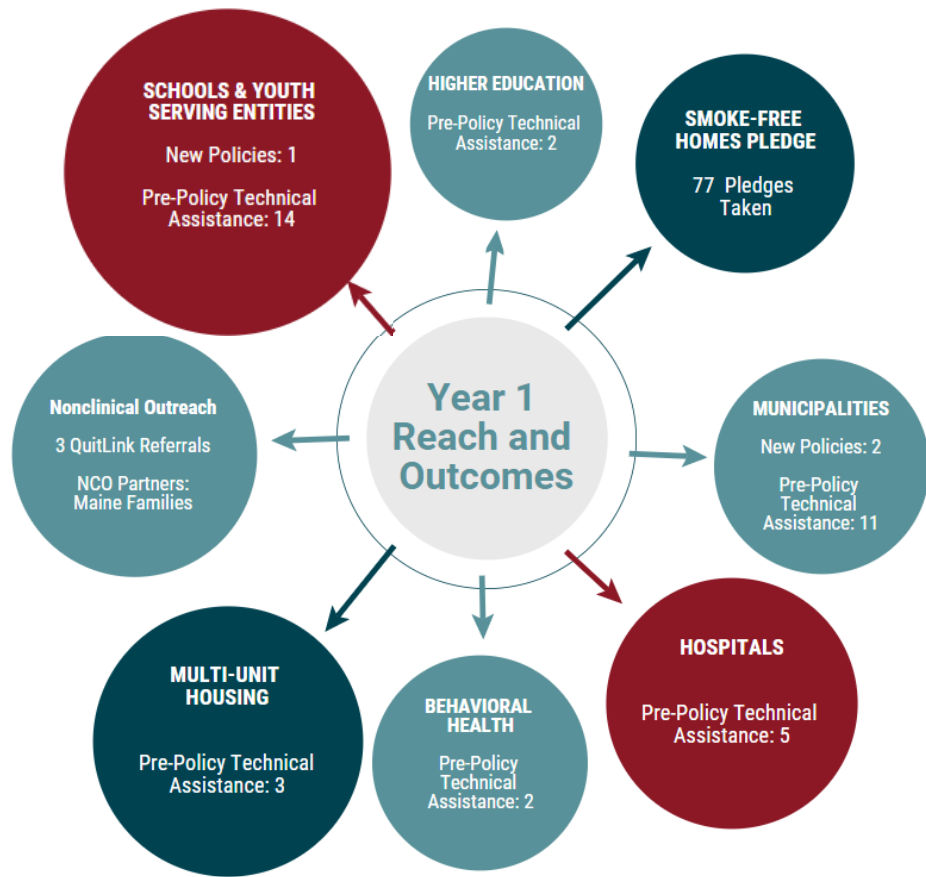 SCHOOLS & YOUTH
SERVING ENTITIES
New Policies: 1
Pre-Policy Technical
Assistance: 14
HIGHER EDUCATION
Pre-Policy Technical
Assistance: 2
SMOKE-FREE
HOMES PLEDGE
77 Pledges
Taken
Nonclinical Outreach
3 QuitLink Referrals
NCO Partners:
Maine Families
Year 1
Reach and
Outcomes
MUNICIPALITIES
New Policies: 2
Pre-Policy
Technical
Assistance: 11
MULTI-UNIT
HOUSING
Pre-Policy Technical
Assistance: 3
BEHAVIORAL
HEALTH
Pre-Policy
Technical
Assistance: 2
HOSPITALS
Pre-Policy Technical
Assistance: 5